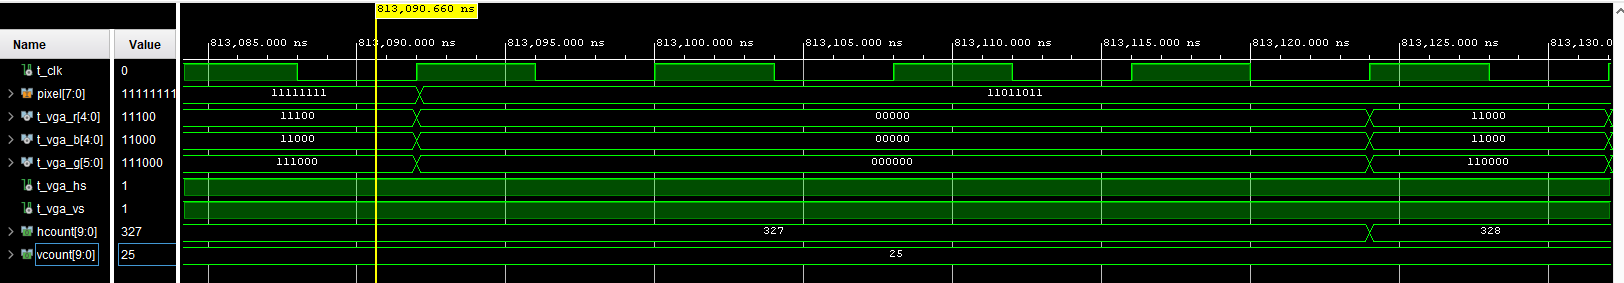 813,090.660 ns
Name Value
813,085.000 ns 813,090.000 ns 813,095.000 ns 813,100.000 ns 813,105.000 ns 813,110.000 ns 813,115.000 ns 813,120.000 ns 813,125.000 ns 813,130.0
t_clk 0
pixel[7:0] 11111111 11111111 11011011
t_vga_r[4:0] 11100 11100 00000 11000
t_vga_b[4:0] 11000 11000 00000 11000
t_vga_g[5:0] 111000 111000 000000 110000
t_vga_hs 1
t_vga_vs 1
hcount[9:0] 327 327 328
vcount[9:0] 25 25